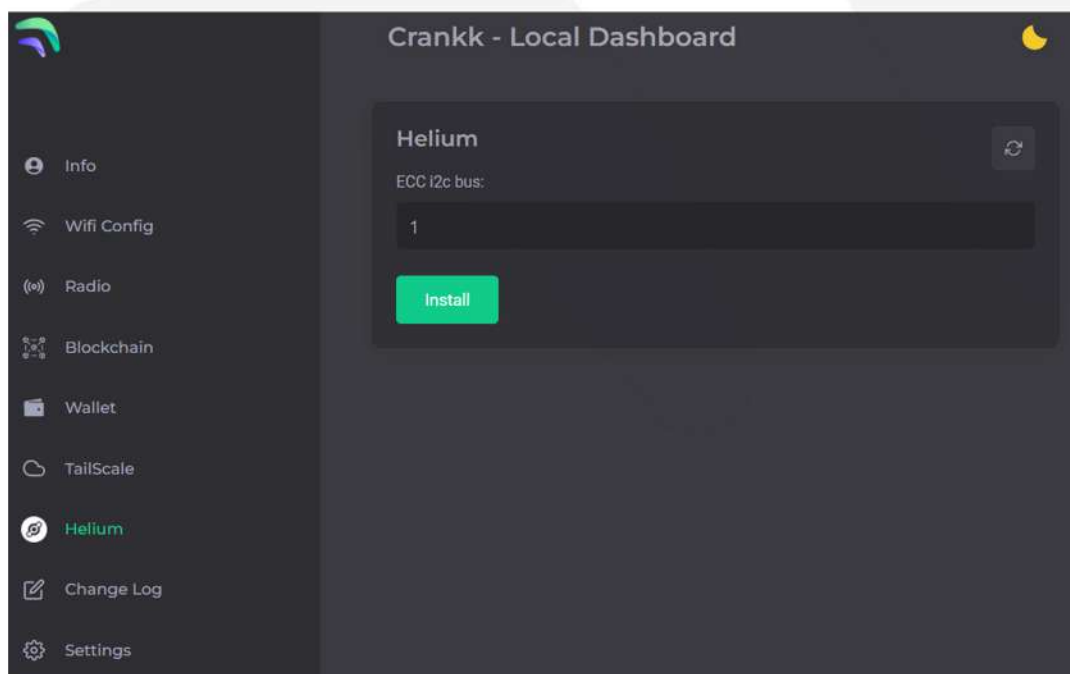 Crankk - Local Dashboard
Info
Wifi Config
Radio
Blockchain
Wallet
TailScale
Helium
Change Log
Settings
Helium
ECC i2c bus:
1
Install